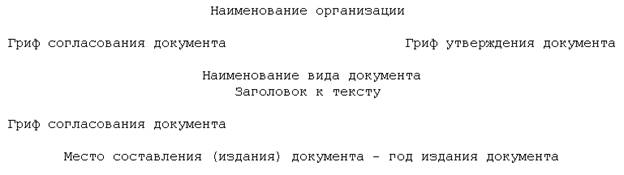 Наименование организации
Гриф согласования документа Гриф утверждения документа
Наименование вида документа
Заголовок к тексту
Гриф согласования документа
Место составления (издания) документа - год издания документа